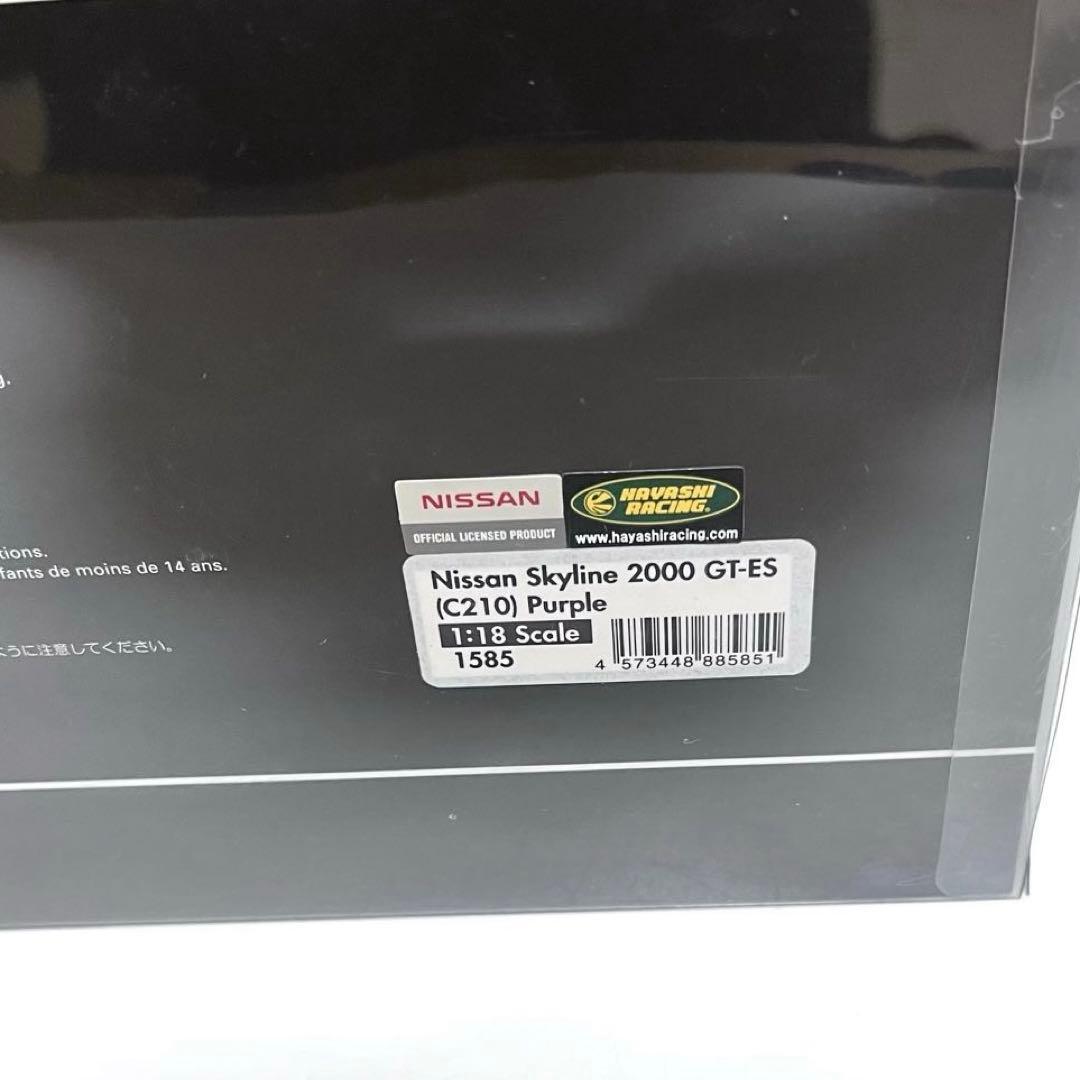 g.
tions.
fants de moins de 14 ans.
ように注意してください。
NISSAN
OFFICIAL LICENSED PRODUCT
HAYASHI
RACING.
www.hayashiracing.com
Nissan Skyline 2000 GT-ES
(C210) Purple
1:18 Scale
1585
4 573448 885851